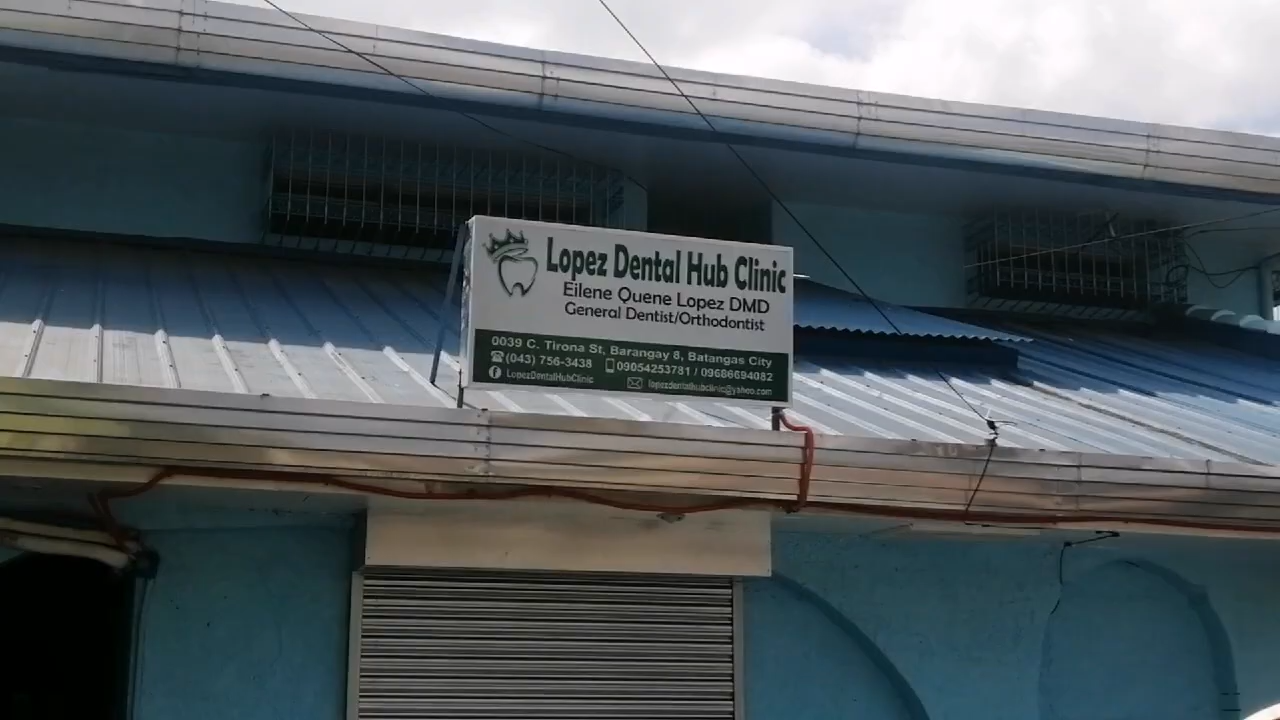 Lopez Dental Hub Clinic
Eilene Quene Lopez DMD
General Dentist/Orthodontist
0039 C. Tirona St, Barangay 8, Batangas City
(043) 756-3438 09054253781 / 09686694082
LopezDentalHubClinic lopezdentalhubclinic@yahoo.com